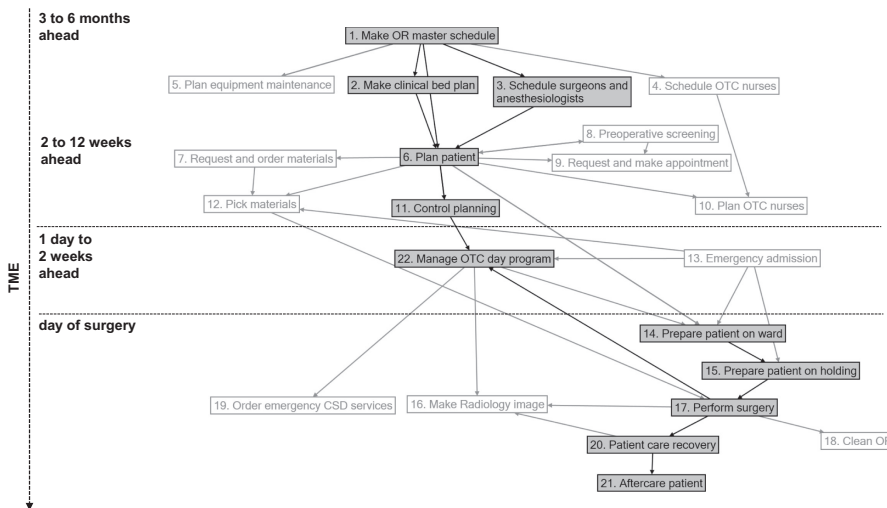 3 to 6 months
ahead
1. Make OR master schedule
5. Plan equipment maintenance
2. Make clinical bed plan
3. Schedule surgeons and
anesthesiologists
4. Schedule OTC nurses
2 to 12 weeks
ahead
8. Preoperative screening
7. Request and order materials
6. Plan patient
9. Request and make appointment
12. Pick materials
11. Control planning
10. Plan OTC nurses
1 day to
2 weeks
ahead
22. Manage OTC day program
13. Emergency admission
TME
day of surgery
14. Prepare patient on ward
15. Prepare patient on holding
19. Order emergency CSD services
16. Make Radiology image
17. Perform surgery
18. Clean OR
20. Patient care recovery
21. Aftercare patient